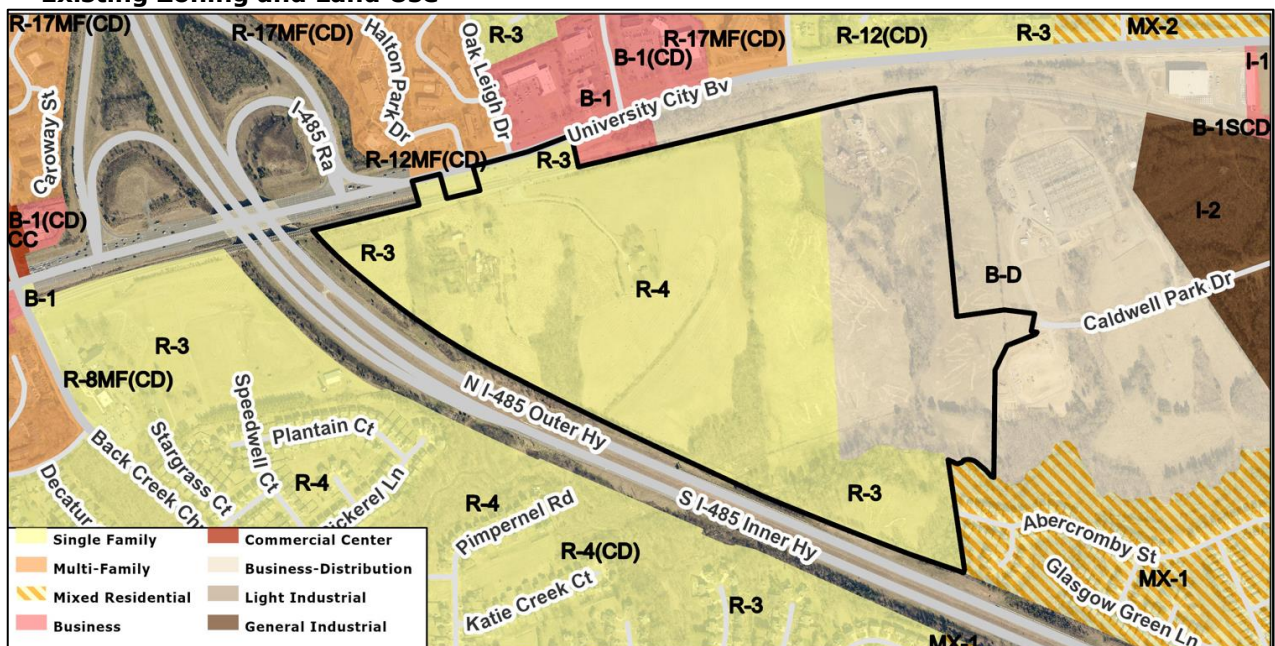 Existing Zoning and Land Use
R-17MF(CD)
R-17MF(CD)
Halton Park Dr
Oak Leigh Dr
R-3
B-1(CD)
R-17MF(CD)
R-12(CD)
R-3
MX-2
I-1
B-1
University City Bv
B-1SCD
Caroway St
I-485 Ra
R-12MF(CD)
R-3
I-2
B-1(CD)
CC
R-3
R-4
B-D
Caldwell Park Dr
B-1
R-3
R-8MF(CD)
Speedwell Ct
Plantain Ct
Stargrass Ct
N I-485 Outer Hy
Back Creek Ch
Decatur
R-4
R-4
R-3
S I-485 Inner Hy
Pimpernel Rd
R-4(CD)
Katie Creek Ct
R-3
Abercromby St
MX-1
Glasgow Green Ln
MX-1
Single Family
Commercial Center
Multi-Family
Business-Distribution
Mixed Residential
Light Industrial
Business
General Industrial